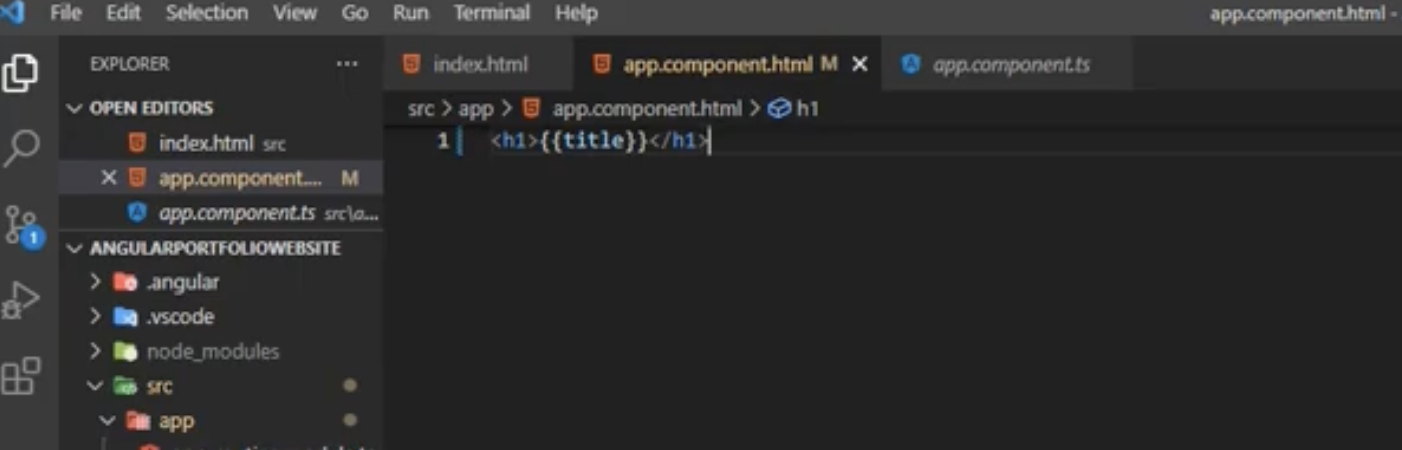 File Edit Selection View Go Run Terminal Help app.component.html -
EXPLORER ...
index.html app.component.html M app.component.ts
OPEN EDITORS
src > app > app.component.html > h1
index.html src
1 <h1>{{title}}</h1>
app.component.... M
app.component.ts src\a...
1
ANGULARPORTFOLIOWEBSITE
.angular
.vscode
node_modules
src
app